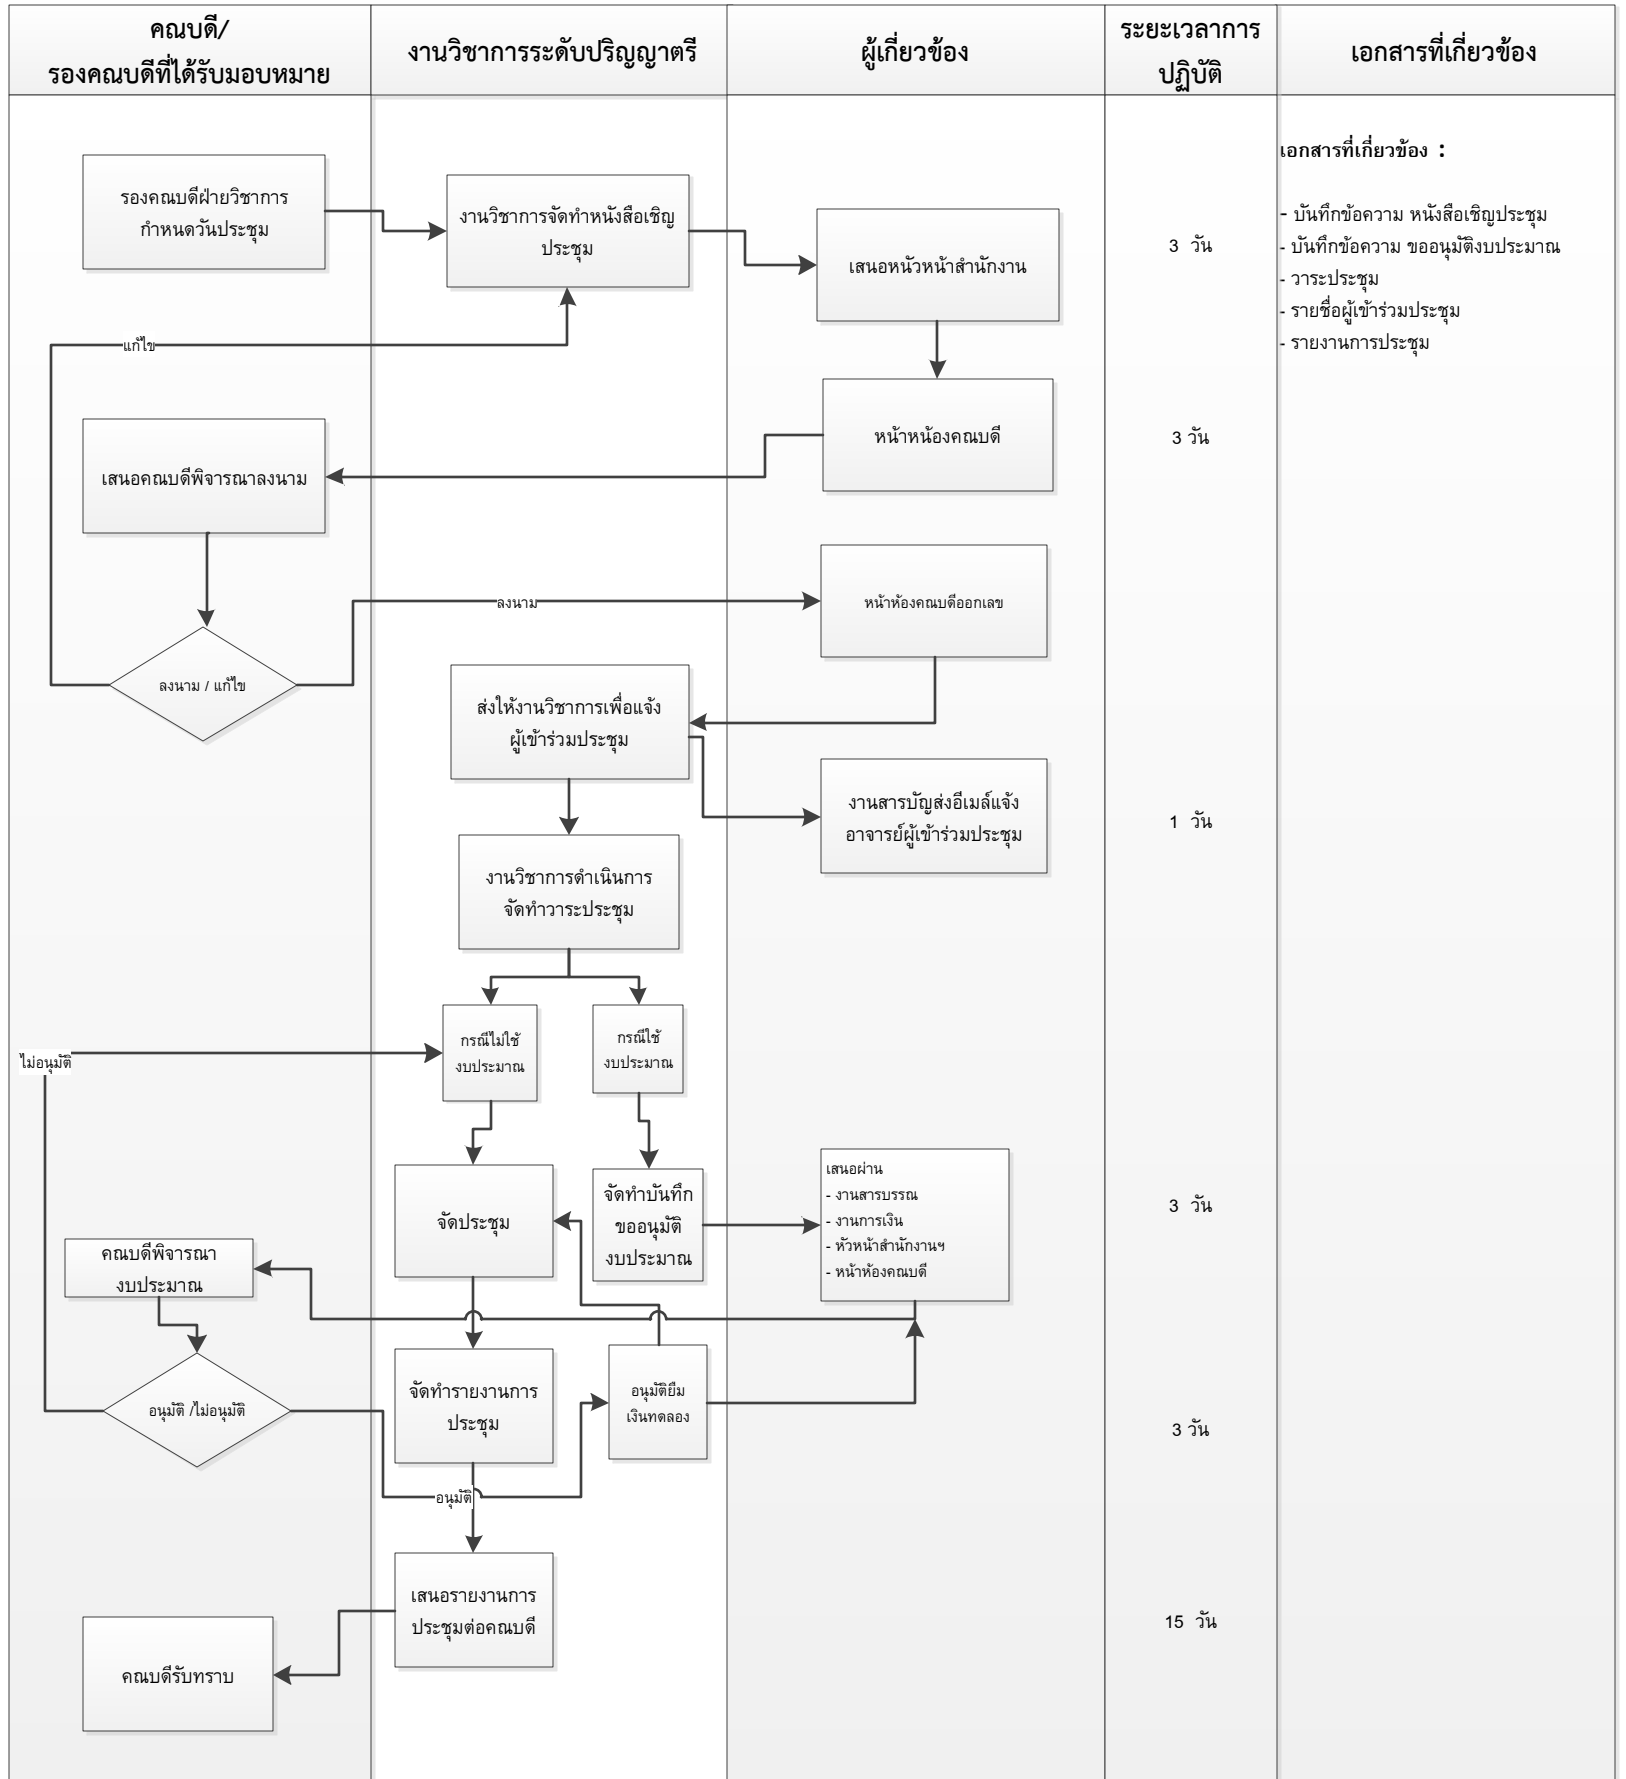 คณบดี/
รองคณบดีที่ได้รับมอบหมาย
งานวิชาการระดับปริญญาตรี
ผู้เกี่ยวข้อง
ระยะเวลาการ
ปฏิบัติ
เอกสารที่เกี่ยวข้อง
เอกสารที่เกี่ยวข้อง :
- บันทึกข้อความ หนังสือเชิญประชุม
- บันทึกข้อความ ขออนุมัติงบประมาณ
- วาระประชุม
- รายชื่อผู้เข้าร่วมประชุม
- รายงานการประชุม
รองคณบดีฝ่ายวิชาการ
กำหนดวันประชุม
งานวิชาการจัดทำหนังสือเชิญ
ประชุม
เสนอหนัวหน้าสำนักงาน
3 วัน
แก้ไข
หน้าหน้องคณบดี
3 วัน
เสนอคณบดีพิจารณาลงนาม
ลงนาม
หน้าห้องคณบดีออกเลข
ลงนาม / แก้ไข
ส่งให้งานวิชาการเพื่อแจ้ง
ผู้เข้าร่วมประชุม
งานสารบัญส่งอีเมล์แจ้ง
อาจารย์ผู้เข้าร่วมประชุม
1 วัน
งานวิชาการดำเนินการ
จัดทำวาระประชุม
กรณีไม่ใช้
งบประมาณ
กรณีใช้
งบประมาณ
ไม่อนุมัติ
จัดประชุม
จัดทำบันทึก
ขออนุมัติ
งบประมาณ
เสนอผ่าน
- งานสารบรรณ
- งานการเงิน
- หัวหน้าสำนักงานฯ
- หน้าห้องคณบดี
3 วัน
คณบดีพิจารณา
งบประมาณ
อนุมัติ /ไม่อนุมัติ
จัดทำรายงานการ
ประชุม
อนุมัติยืม
เงินทดลอง
3 วัน
อนุมัติ
เสนอรายงานการ
ประชุมต่อคณบดี
15 วัน
คณบดีรับทราบ